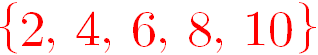 {2, 4, 6, 8, 10}